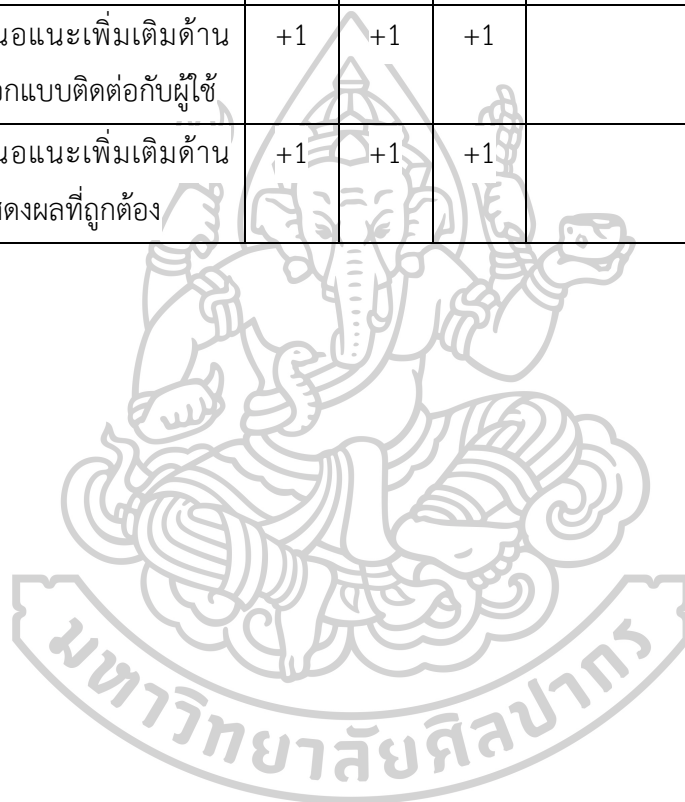 นอแนะเพิ่มเติมด้าน +1 +1 +1
อกแบบติดต่อกับผู้ใช้
นอแนะเพิ่มเติมด้าน +1 +1 +1
สดงผลที่ถูกต้อง
มหาวิทยาลัยศิลปากร